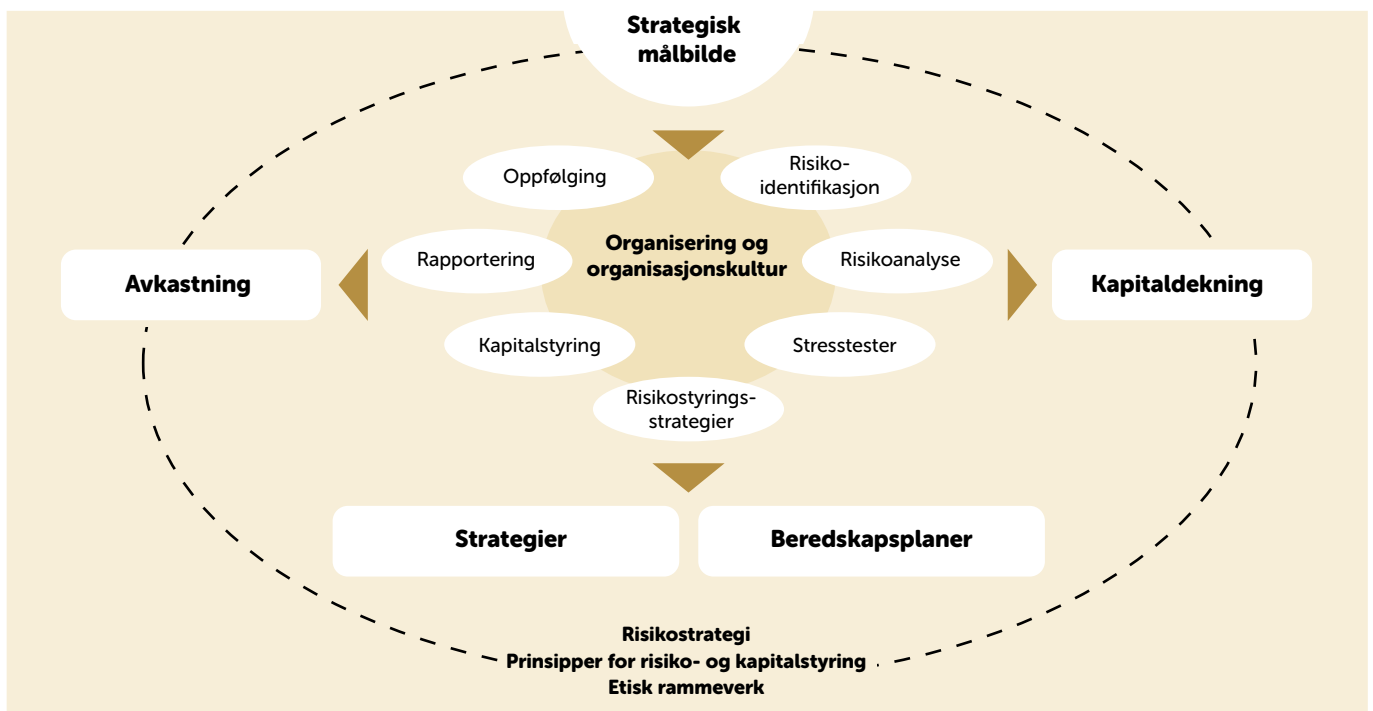 Strategisk
målbilde
Oppfølging
Risiko-
identifikasjon
Rapportering
Organisering og
organisasjonskultur
Risikoanalyse
Avkastning
Kapitaldekning
Kapitalstyring
Stresstester
Risikostyrings-
strategier
Strategier
Beredskapsplaner
Risikostrategi
Prinsipper for risiko- og kapitalstyring
Etisk rammeverk